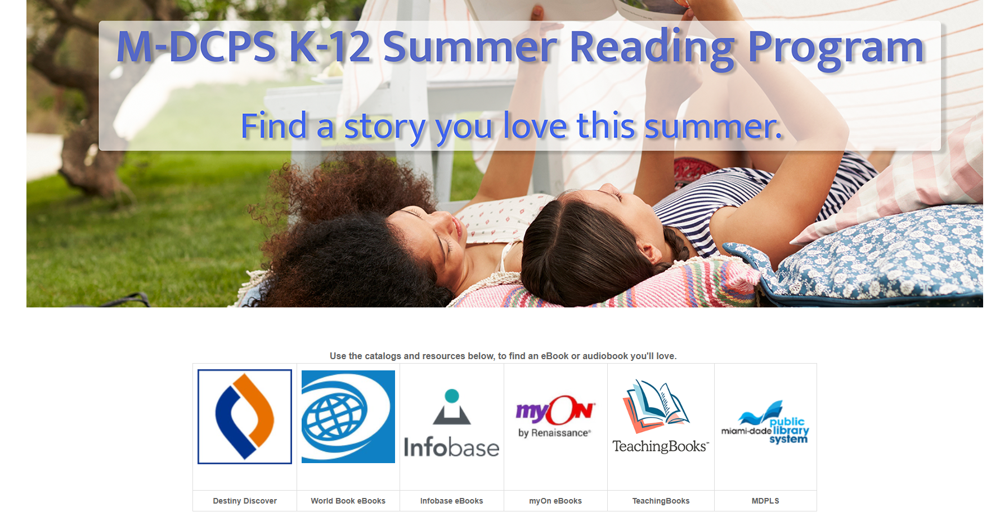 M-DCPS K-12 Summer Reading Program
Find a story you love this summer.
Use the catalogs and resources below, to find an eBook or audiobook you'll love.
Infobase
myON®
by Renaissance®
TeachingBooks™
public
miami-dade library
system
Destiny Discover
World Book eBooks
Infobase eBooks
myOn eBooks
TeachingBooks
MDPLS